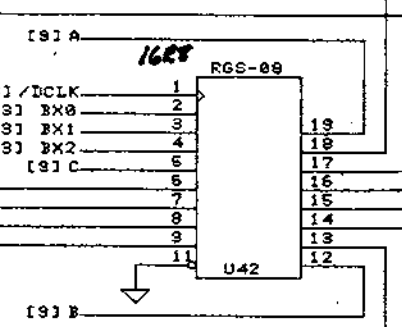 [9] A
16R8
RGS-09
] /DCLK 1
3] BX0 2
3] BX1 3
3] BX2 4
[9] C 6
5
7
8
9
11
19
18
17
16
15
14
13
12
U42
[9] B